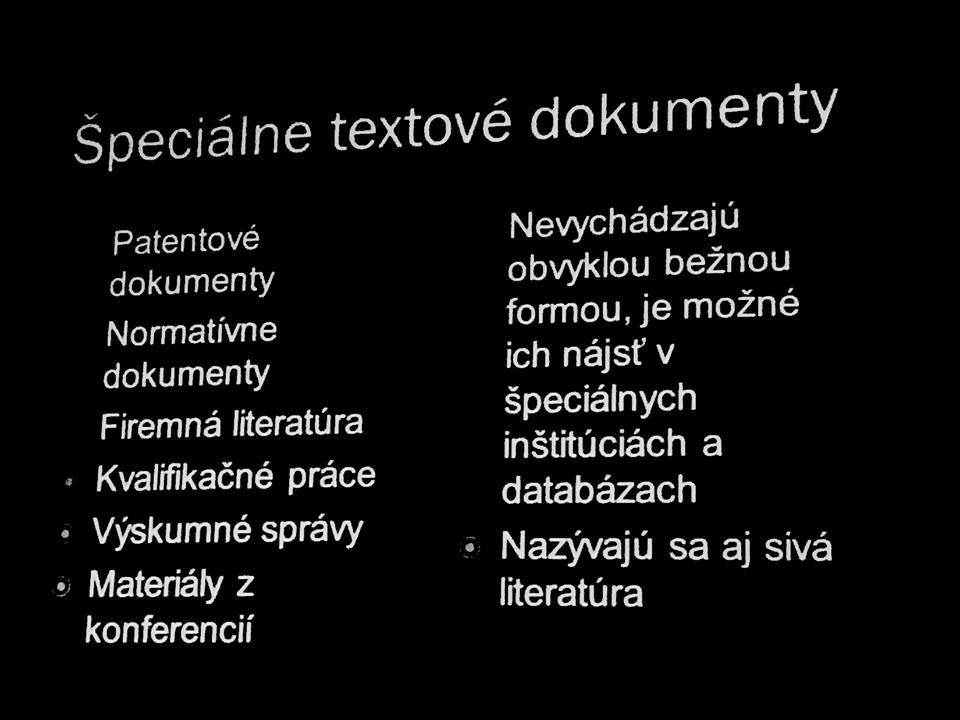 Špeciálne textové dokumenty
Patentové
dokumenty
Normatívne
dokumenty
Firemná literatúra
Kvalifikačné práce
Výskumné správy
Materiály z
konferencií
Nevychádzajú
obvyklou bežnou
formou, je možné
ich nájsť v
špeciálnych
inštitúciách a
databázach
Nazývajú sa aj sivá
literatúra